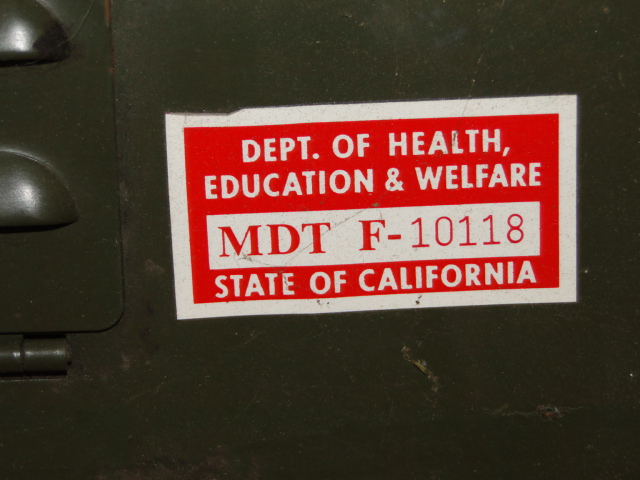 DEPT. OF HEALTH,
EDUCATION & WELFARE
MDT F-10118
STATE OF CALIFORNIA